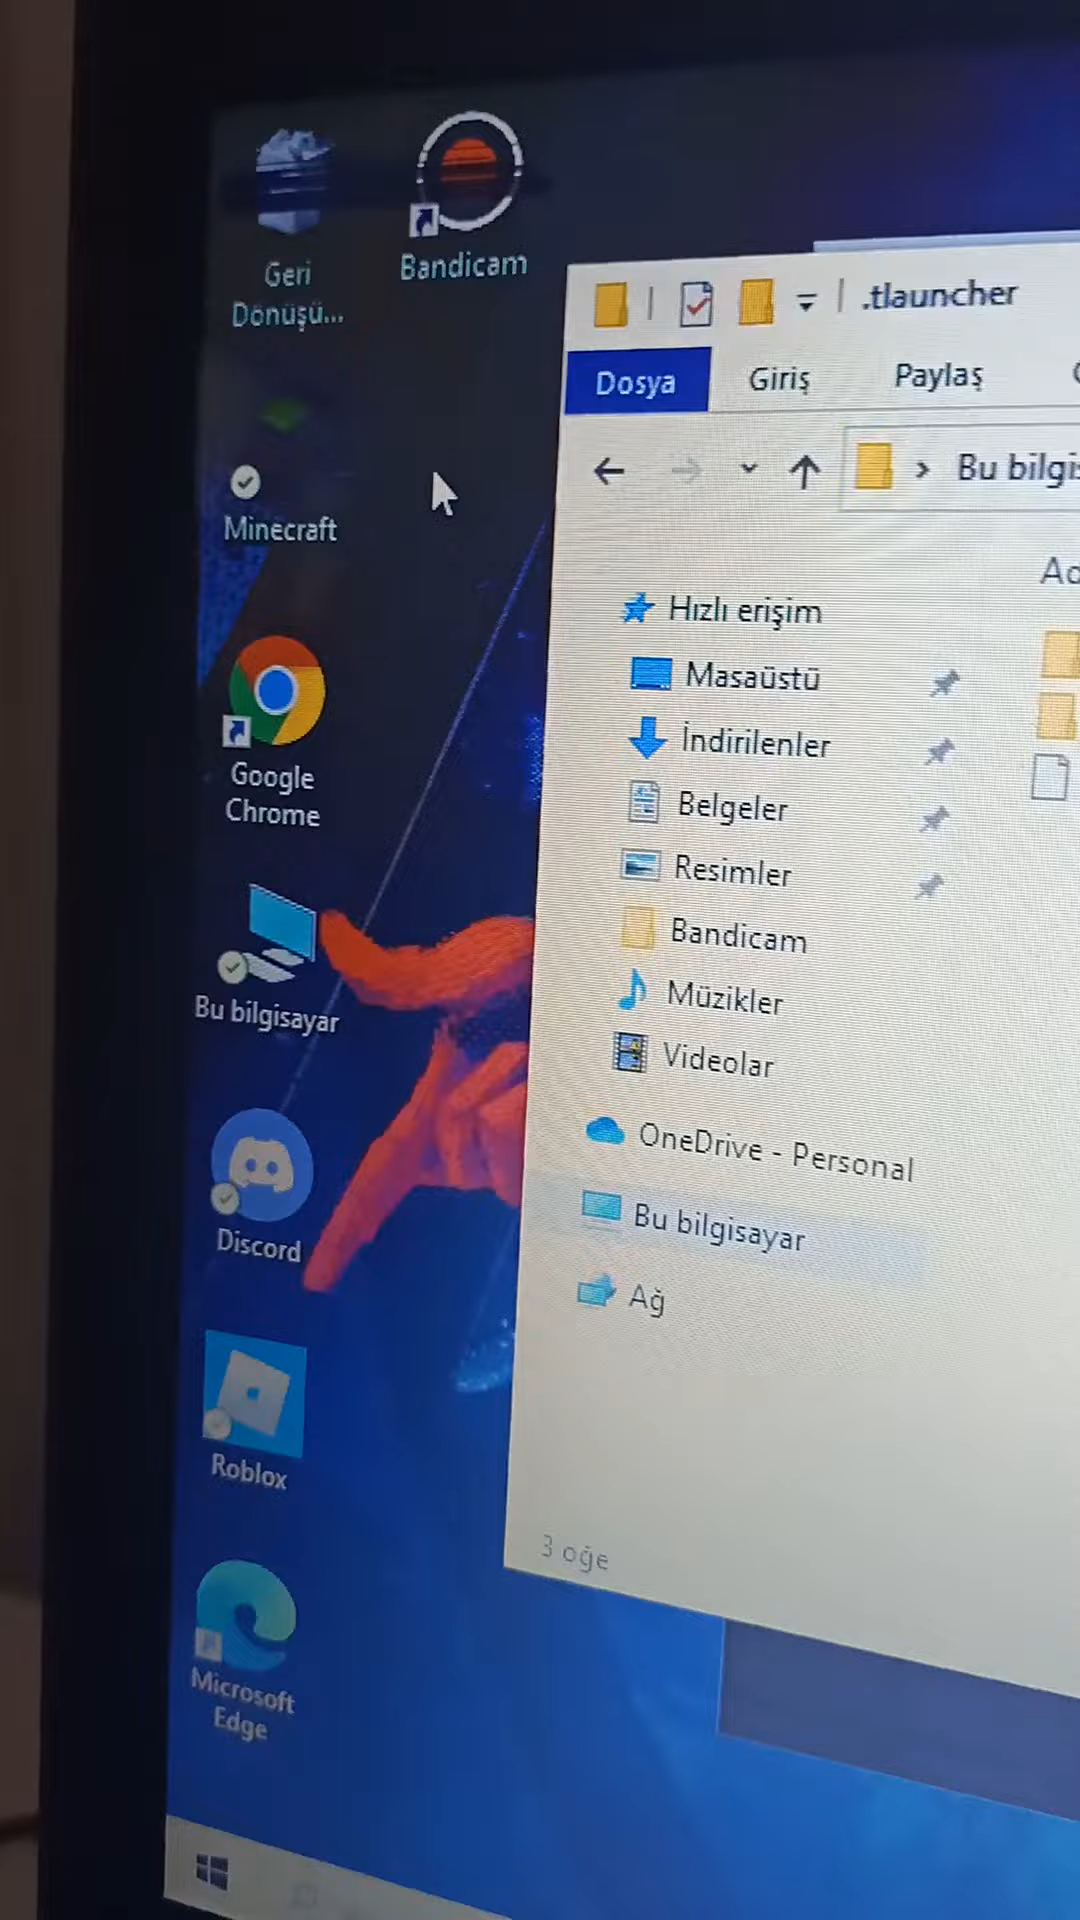 Geri
Dönüşü...
Bandicam
Minecraft
Google
Chrome
Bu bilgisayar
Discord
Roblox
Microsoft
Edge
.tlauncher
Dosya
Giriş
Paylaş
Bu bilgi
Hızlı erişim
Masaüstü
İndirilenler
Belgeler
Resimler
Bandicam
Müzikler
Videolar
OneDrive - Personal
Bu bilgisayar
Ağ
3 öğe